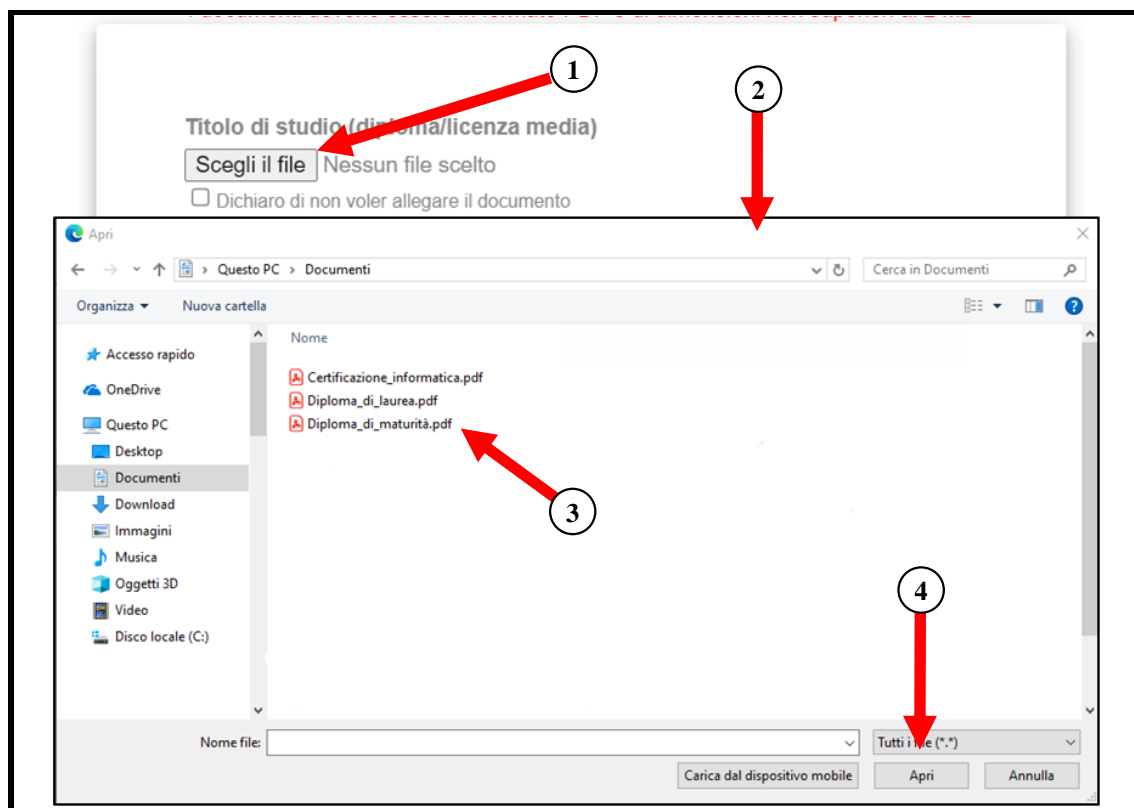 1
2
Titolo di studio (diploma/licenza media)
Scegli il file Nessun file scelto
Dichiaro di non voler allegare il documento
Apri
Questo PC > Documenti
Cerca in Documenti
Organizza
Nuova cartella
Nome
Accesso rapido
OneDrive
Questo PC
Desktop
Documenti
Download
Immagini
Musica
Oggetti 3D
Video
Disco locale (C:)
Certificazione_informatica.pdf
Diploma_di_laurea.pdf
Diploma_di_maturità.pdf
3
4
Nome file:
Tutti i file (*.*)
Carica dal dispositivo mobile
Apri
Annulla